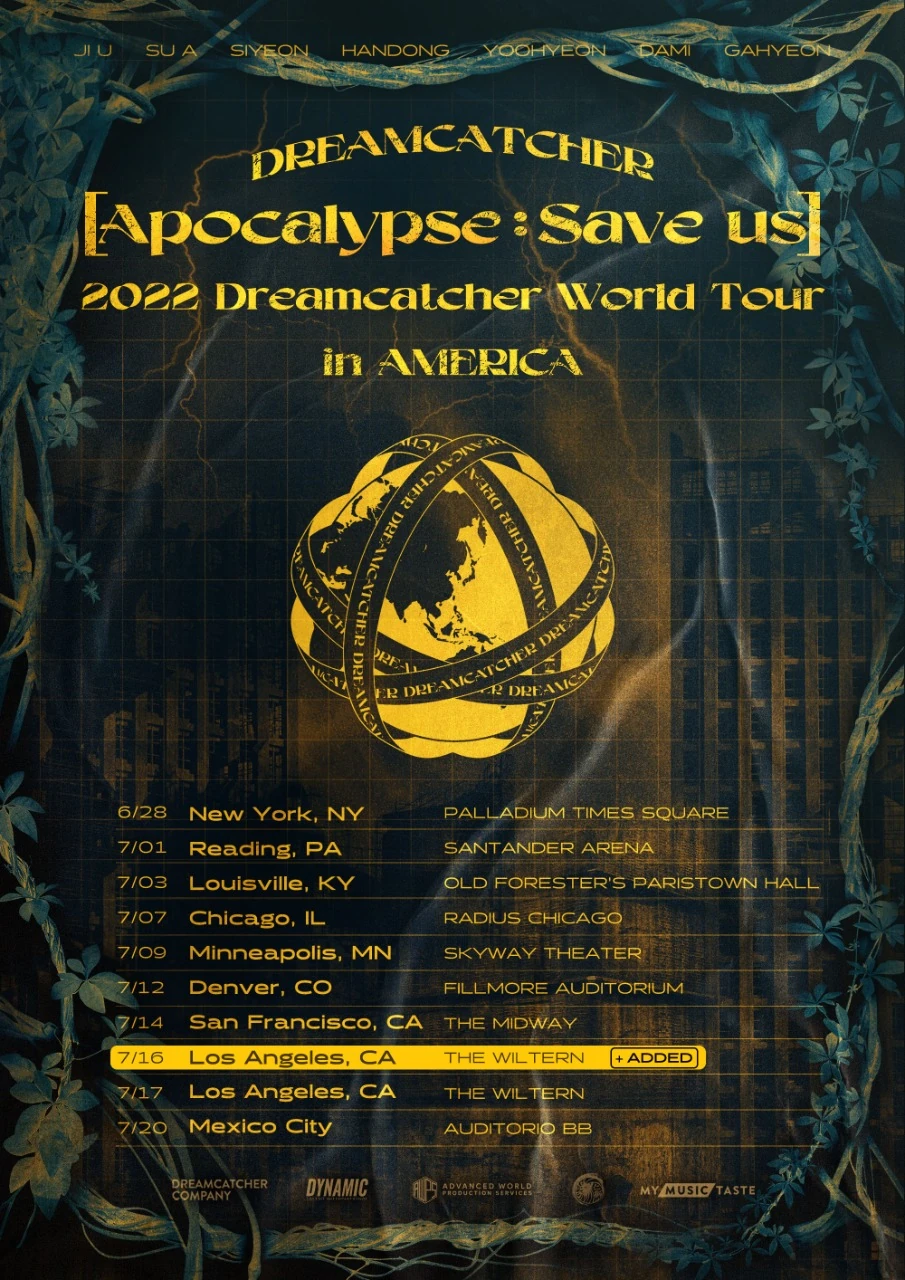 JI U SU A SIYEON HANDONG YOOHYEON DAMI GAHYEON
DREAMCATCHER
[Apocalypse : Save us]
2022 Dreamcatcher World Tour
in AMERICA
DREAMCATCHER DREAMCATCHER
6/28 New York, NY PALLADIUM TIMES SQUARE
7/01 Reading, PA SANTANDER ARENA
7/03 Louisville, KY OLD FORESTER'S PARISTOWN HALL
7/07 Chicago, IL RADIUS CHICAGO
7/09 Minneapolis, MN SKYWAY THEATER
7/12 Denver, CO FILLMORE AUDITORIUM
7/14 San Francisco, CA THE MIDWAY
7/16 Los Angeles, CA THE WILTERN + ADDED
7/17 Los Angeles, CA THE WILTERN
7/20 Mexico City AUDITORIO BB
DREAMCATCHER
COMPANY
DYNAMIC
ADVANCED WORLD
PRODUCTION SERVICES
MY MUSIC TASTE